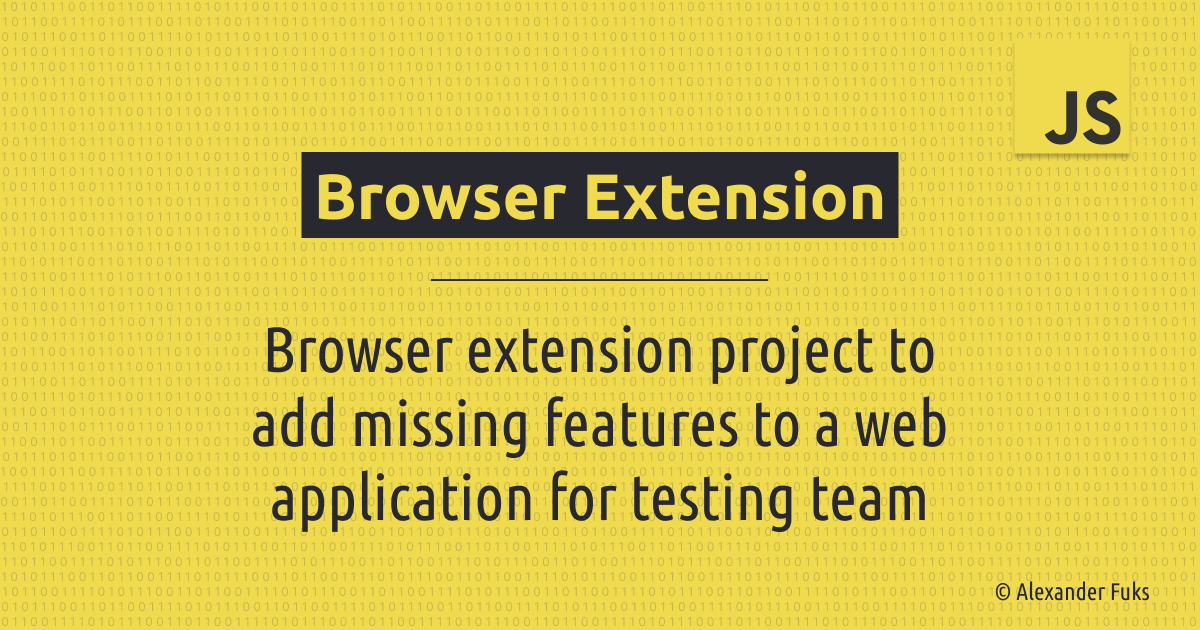 JS
Browser Extension
Browser extension project to
add missing features to a web
application for testing team
© Alexander Fuks